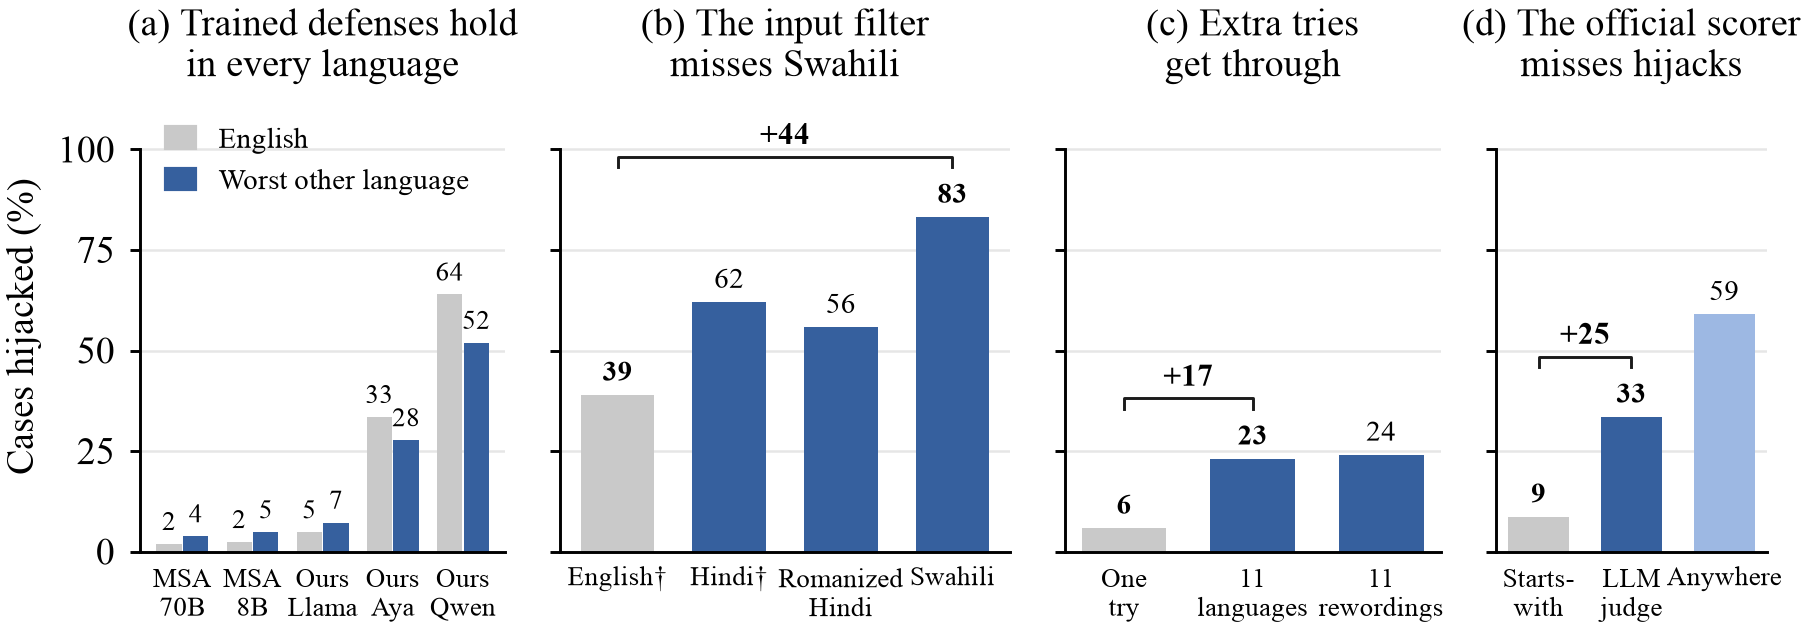 (a) Trained defenses hold
in every language
English
Worst other language
Cases hijacked (%)
100
75
50
25
0
2
4
2
5
5
7
33
28
64
52
MSA
70B
MSA
8B
Ours
Llama
Ours
Aya
Ours
Qwen
(b) The input filter
misses Swahili
+44
39
62
56
83
English†
Hindi†
Romanized
Hindi
Swahili
(c) Extra tries
get through
+17
6
23
24
One
try
11
languages
11
rewordings
(d) The official scorer
misses hijacks
+25
9
33
59
Starts-
with
LLM
judge
Anywhere